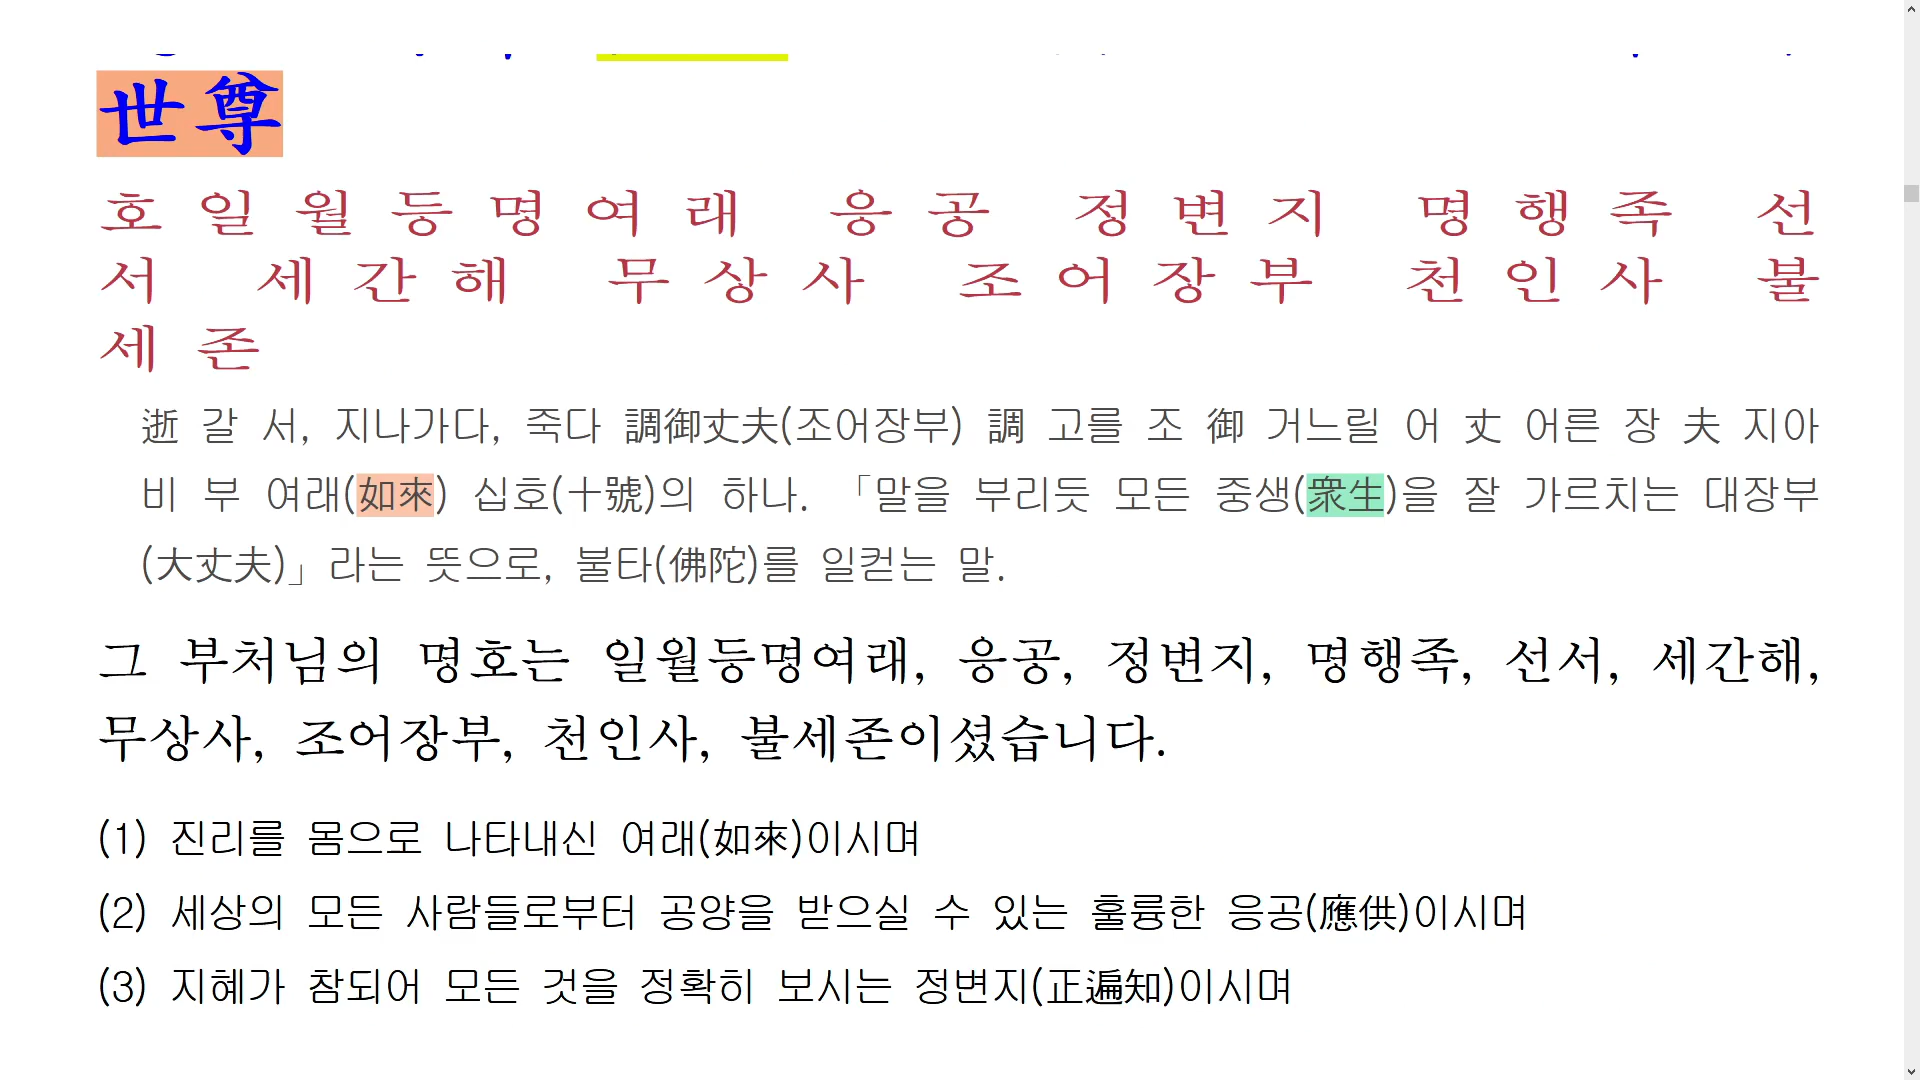 世尊
호일월등명여래 응공 정변지 명행족 선
서 세간해 무상사 조어장부 천인사 불
세존
逝 갈 서, 지나가다, 죽다 調御丈夫(조어장부) 調 고를 조 御 거느릴 어 丈 어른 장 夫 지아
비 부 여래(如來) 십호(十號)의 하나. 「말을 부리듯 모든 중생(衆生)을 잘 가르치는 대장부
(大丈夫)」라는 뜻으로, 불타(佛陀)를 일컫는 말.
그 부처님의 명호는 일월등명여래, 응공, 정변지, 명행족, 선서, 세간해,
무상사, 조어장부, 천인사, 불세존이셨습니다.
(1) 진리를 몸으로 나타내신 여래(如來)이시며
(2) 세상의 모든 사람들로부터 공양을 받으실 수 있는 훌륭한 응공(應供)이시며
(3) 지혜가 참되어 모든 것을 정확히 보시는 정변지(正遍知)이시며